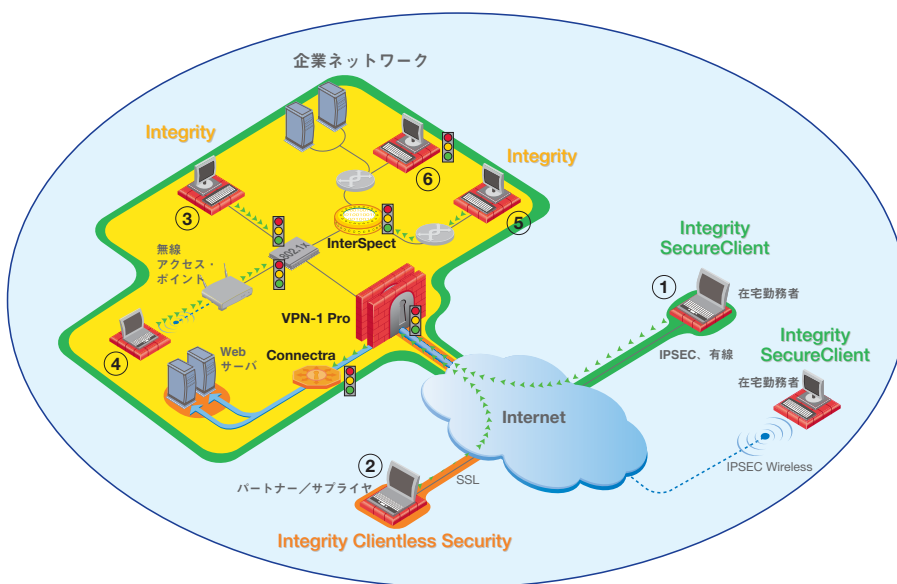 企業ネットワーク
Integrity
Integrity
⑥
③
⑤
InterSpect
802.1x
無線
アクセス・
ポイント
Integrity
SecureClient
①
在宅勤務者
VPN-1 Pro
④
Web
サーバ
Connectra
IPSEC、有線
Integrity
SecureClient
在宅勤務者
Internet
IPSEC Wireless
②
SSL
パートナー／サプライヤ
Integrity Clientless Security